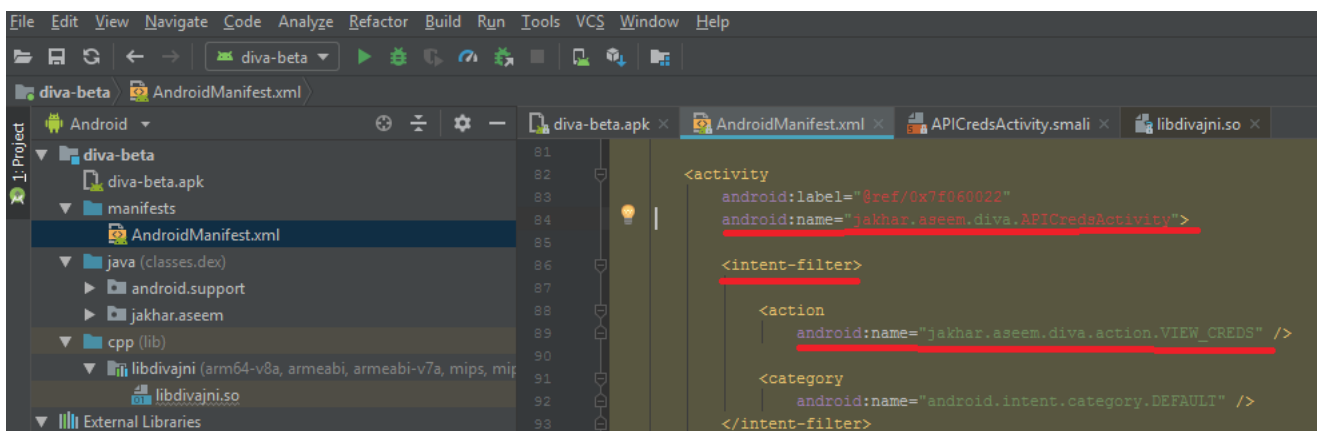 File Edit View Navigate Code Analyze Refactor Build Run Tools VCS Window Help
diva-beta
diva-beta AndroidManifest.xml
1: Project
Android
diva-beta.apk AndroidManifest.xml APICredsActivity.smali libdivajni.so
diva-beta
diva-beta.apk
manifests
AndroidManifest.xml
java (classes.dex)
android.support
jakhar.aseem
cpp (lib)
libdivajni (arm64-v8a, armeabi, armeabi-v7a, mips, mip
libdivajni.so
External Libraries
81
82 <activity
83 android:label="@ref/0x7f060022"
84 android:name="jakhar.aseem.diva.APICredsActivity">
85
86 <intent-filter>
87
88 <action
89 android:name="jakhar.aseem.diva.action.VIEW_CREDS" />
90
91 <category
92 android:name="android.intent.category.DEFAULT" />
93 </intent-filter>